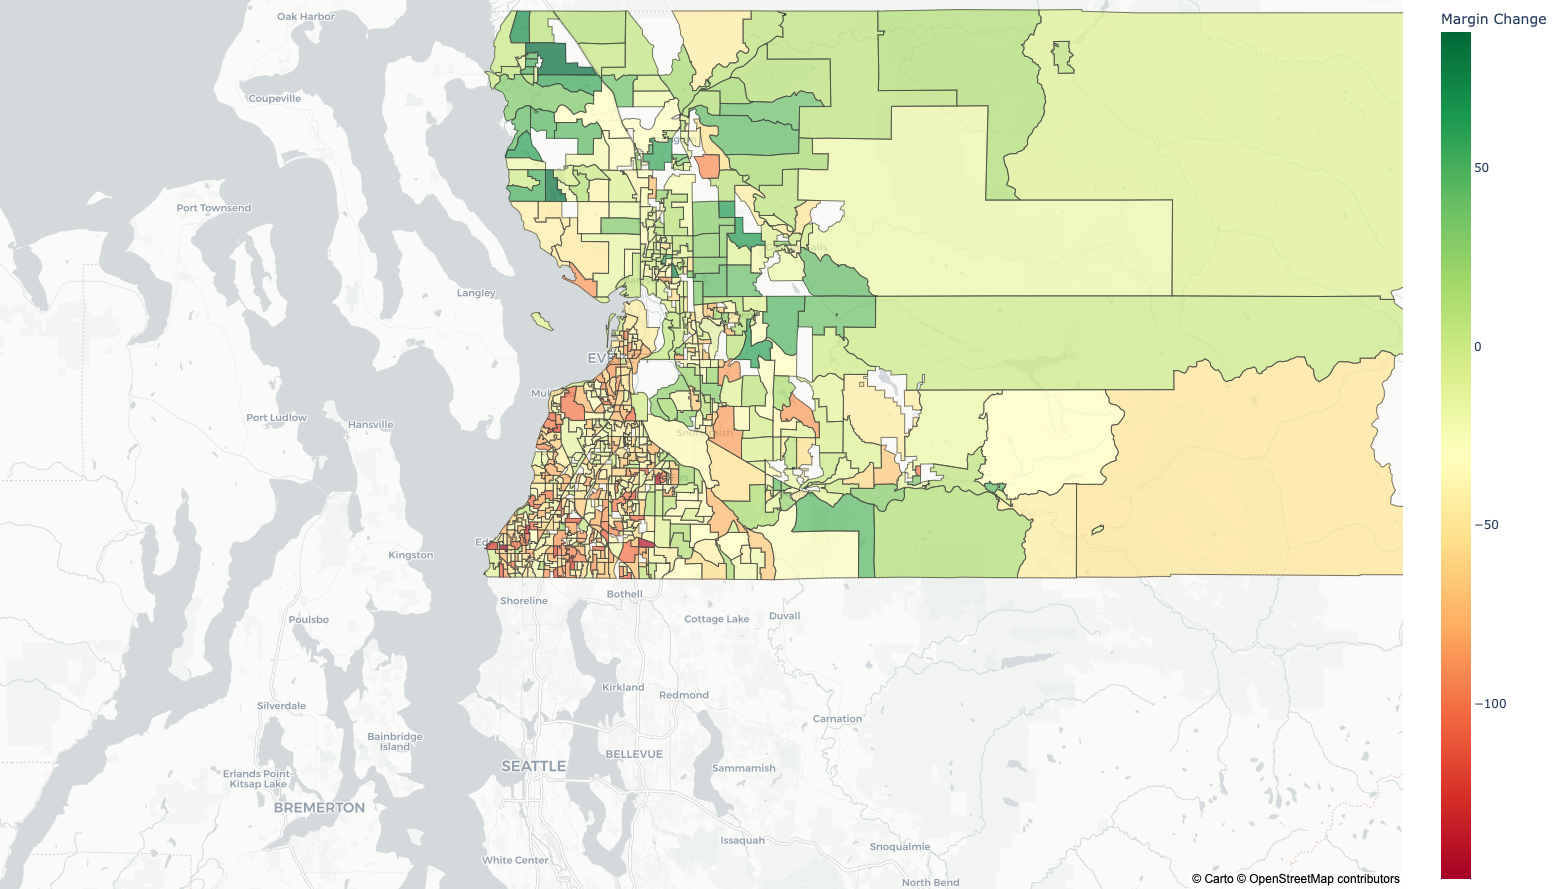 Margin Change
50
0
−50
−100
Oak Harbor
Coupeville
Port Townsend
Langley
Port Ludlow
Hansville
Kingston
Shoreline
Bothell
Cottage Lake
Duvall
Poulsbo
Kirkland
Redmond
Silverdale
Carnation
Bainbridge
Island
BELLEVUE
SEATTLE
Sammamish
Erlands Point-
Kitsap Lake
BREMERTON
Issaquah
Snoqualmie
White Center
North Bend
© Carto © OpenStreetMap contributors